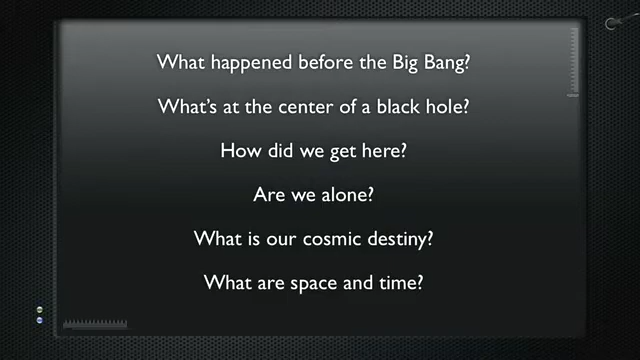 What happened before the Big Bang?
What's at the center of a black hole?
How did we get here?
Are we alone?
What is our cosmic destiny?
What are space and time?